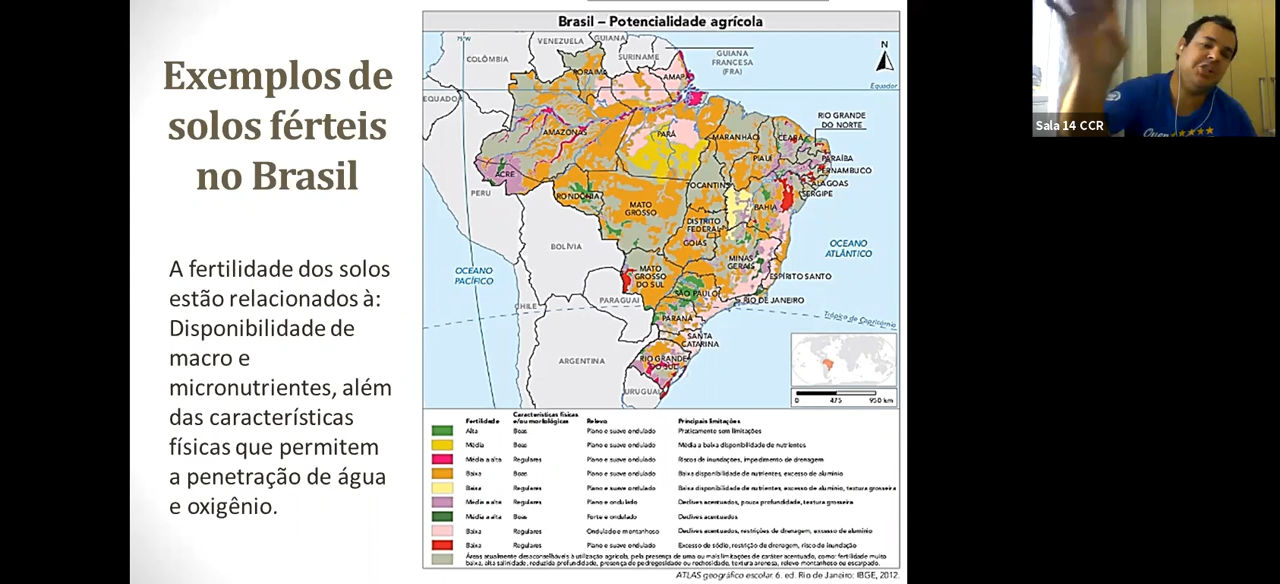 Exemplos de
solos férteis
no Brasil
A fertilidade dos solos
estão relacionados à:
Disponibilidade de
macro e
micronutrientes, além
das características
físicas que permitem
a penetração de água
e oxigênio.
Brasil – Potencialidade agrícola
75°W
VENEZUELA
GUIANA
SURINAME
GUIANA
FRANCESA
(FRA)
N
COLÔMBIA
RORAIMA
AMAPÁ
Equador
EQUADOR
AMAZONAS
PARÁ
MARANHÃO
CEARÁ
RIO GRANDE
DO NORTE
PIAUÍ
PARAÍBA
PERNAMBUCO
ACRE
ALAGOAS
SERGIPE
PERU
RONDÔNIA
TOCANTINS
MATO
GROSSO
BAHIA
DISTRITO
FEDERAL
GOIÁS
BOLÍVIA
OCEANO
ATLÂNTICO
MINAS
GERAIS
OCEANO
PACÍFICO
MATO
GROSSO
DO SUL
ESPÍRITO SANTO
SÃO PAULO
RIO DE JANEIRO
PARAGUAI
CHILE
Trópico de Capricórnio
PARANÁ
SANTA
CATARINA
ARGENTINA
RIO GRANDE
DO SUL
URUGUAI
0 475 950 km
Fertilidade Características físicas e/ou morfológicas Relevo Principais limitações
Alta Boas Plano e suave ondulado Praticamente sem limitações
Média Boas Plano e suave ondulado Média a baixa disponibilidade de nutrientes
Média a alta Regulares Plano e suave ondulado Riscos de inundações, impedimento de drenagem
Baixa Boas Plano e suave ondulado Baixa disponibilidade de nutrientes, excesso de alumínio
Baixa Regulares Plano e suave ondulado Baixa disponibilidade de nutrientes, excesso de alumínio, textura grosseira
Média a alta Regulares Plano e ondulado Declives acentuados, pouca profundidade, textura grosseira
Média a alta Boas Forte e ondulado Declives acentuados
Baixa Regulares Ondulado e montanhoso Declives acentuados, restrições de drenagem, excesso de alumínio
Baixa Regulares Plano e suave ondulado Excesso de sódio, restrição de drenagem, risco de inundação
Áreas atualmente desaconselháveis à utilização agrícola, pela presença de uma ou mais limitações de caráter acentuado, como: fertilidade muito
baixa, alta salinidade, reduzida profundidade, presença de pedregosidade ou rochosidade, textura arenosa, relevo montanhoso ou escarpado.
ATLAS geográfico escolar. 6. ed. Rio de Janeiro: IBGE, 2012.
Sala 14 CCR